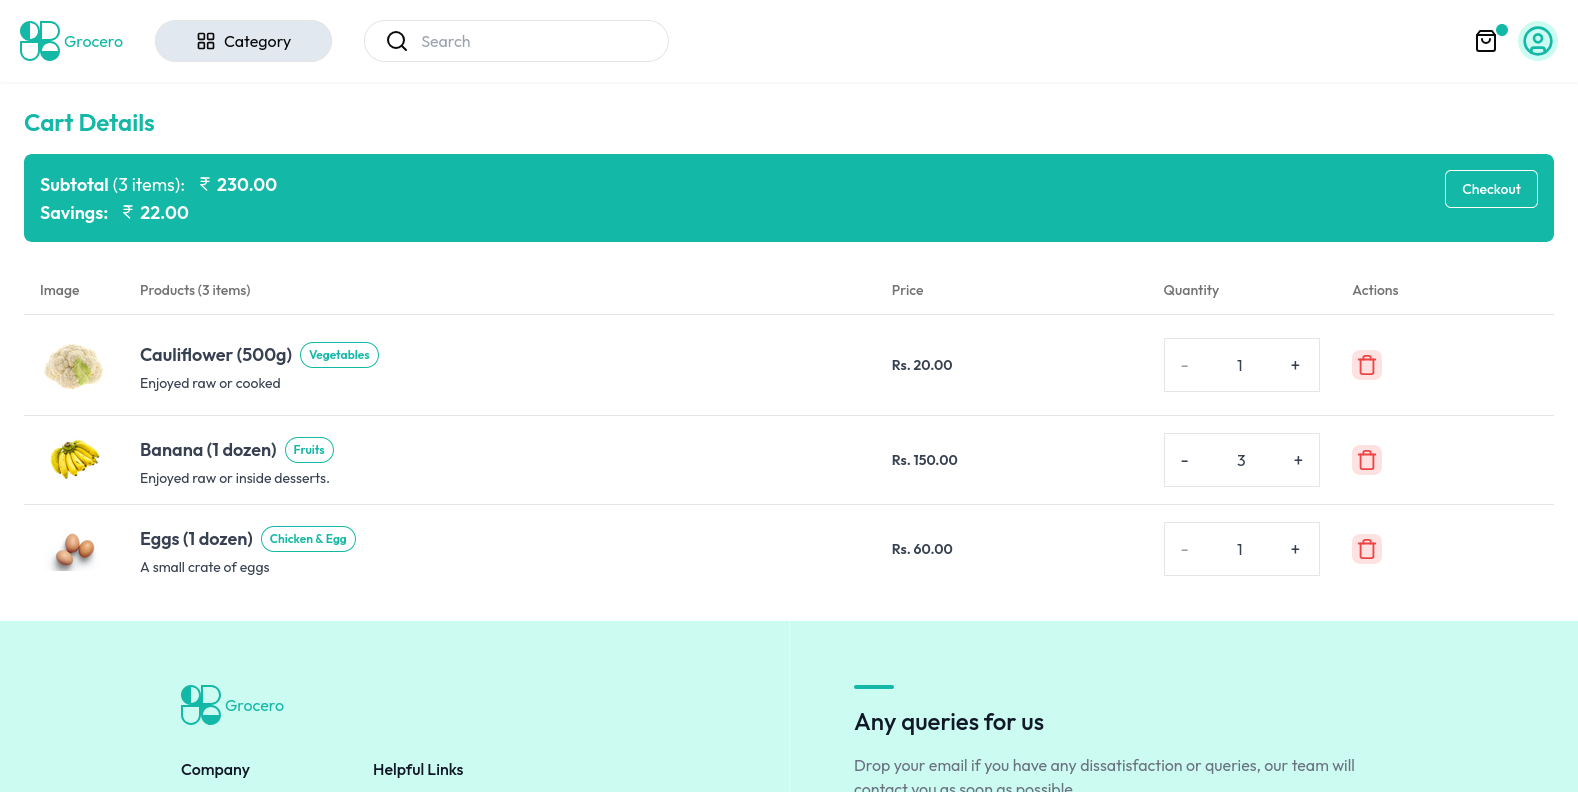 Grocero
Category
Search
Cart Details
Subtotal (3 items): ₹ 230.00
Checkout
Savings: ₹ 22.00
Image Products (3 items) Price Quantity Actions
Cauliflower (500g) Vegetables
Enjoyed raw or cooked
Rs. 20.00 - 1 +
Banana (1 dozen) Fruits
Enjoyed raw or inside desserts.
Rs. 150.00 - 3 +
Eggs (1 dozen) Chicken & Egg
A small crate of eggs
Rs. 60.00 - 1 +
Grocero
Company
Helpful Links
Any queries for us
Drop your email if you have any dissatisfaction or queries, our team will
contact you as soon as possible